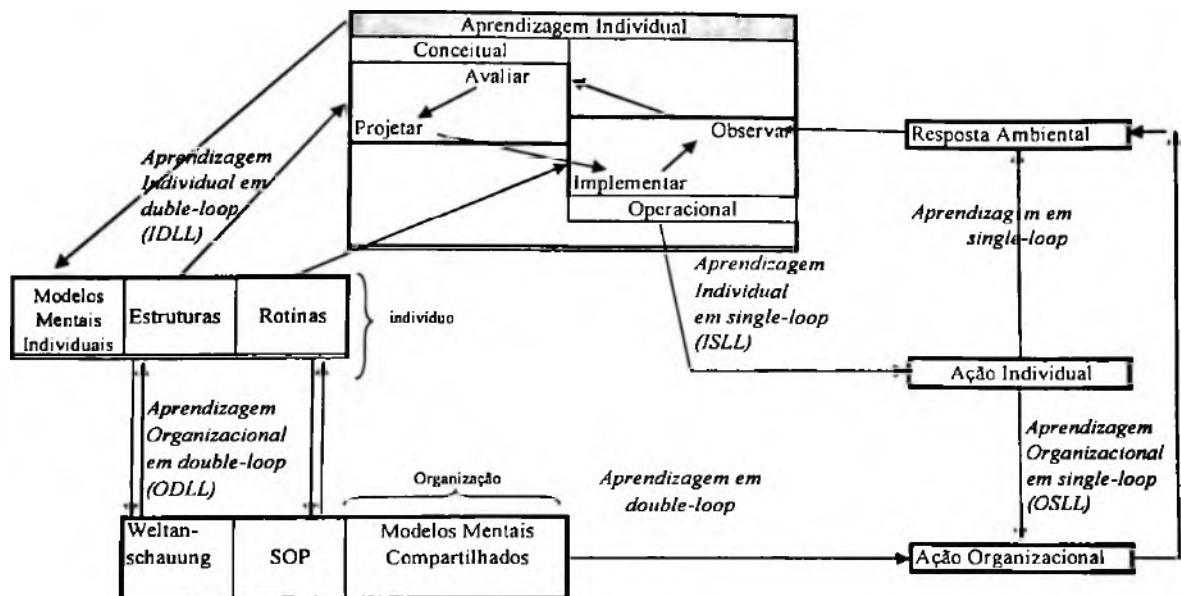 Aprendizagem Individual
Conceitual
Avaliar
Projetar
Observar
Implementar
Operacional
Resposta Ambiental
Aprendizagem
Individual em
duble-loop
(IDLL)
Aprendizagem em
single-loop
Aprendizagem
Individual
em single-loop
(ISLL)
Modelos
Mentais
Individuais
Estruturas
Rotinas
individuo
Ação Individual
Aprendizagem
Organizacional
em double-loop
(ODLL)
Aprendizagem
Organizacional
em single-loop
(OSLL)
Organização
Aprendizagem em
double-loop
Weltan-
schauung
SOP
Modelos Mentais
Compartilhados
Ação Organizacional